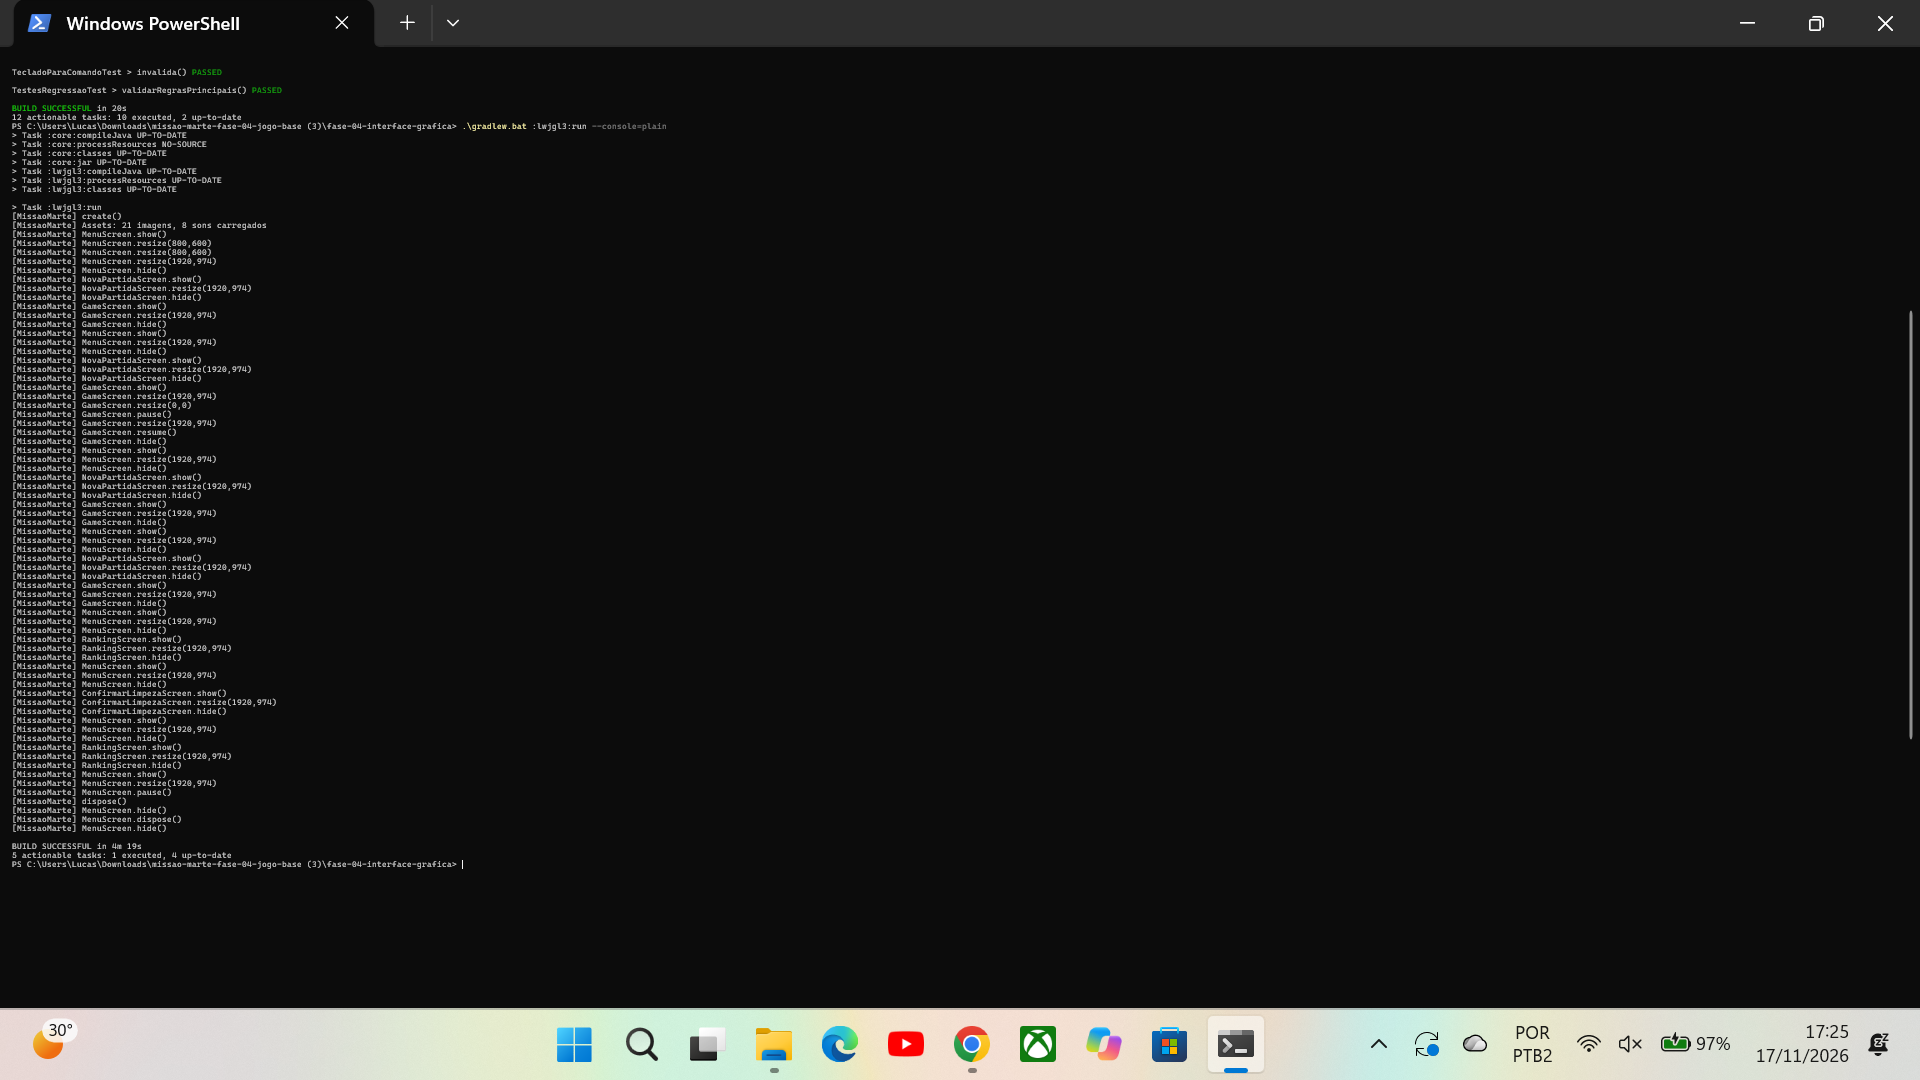 Windows PowerShell
TecladoParaComandoTest > invalida() PASSED
TestesRegressaoTest > validarRegrasPrincipais() PASSED
BUILD SUCCESSFUL in 20s
12 actionable tasks: 10 executed, 2 up-to-date
PS C:\Users\Lucas\Downloads\missao-marte-fase-04-jogo-base (3)\fase-04-interface-grafica> .\gradlew.bat :lwjgl3:run --console=plain
> Task :core:compileJava UP-TO-DATE
> Task :core:processResources NO-SOURCE
> Task :core:classes UP-TO-DATE
> Task :core:jar UP-TO-DATE
> Task :lwjgl3:compileJava UP-TO-DATE
> Task :lwjgl3:processResources UP-TO-DATE
> Task :lwjgl3:classes UP-TO-DATE
> Task :lwjgl3:run
[MissaoMarte] create()
[MissaoMarte] Assets: 21 imagens, 8 sons carregados
[MissaoMarte] MenuScreen.show()
[MissaoMarte] MenuScreen.resize(800,600)
[MissaoMarte] MenuScreen.resize(800,600)
[MissaoMarte] MenuScreen.resize(1920,974)
[MissaoMarte] MenuScreen.hide()
[MissaoMarte] NovaPartidaScreen.show()
[MissaoMarte] NovaPartidaScreen.resize(1920,974)
[MissaoMarte] NovaPartidaScreen.hide()
[MissaoMarte] GameScreen.show()
[MissaoMarte] GameScreen.resize(1920,974)
[MissaoMarte] GameScreen.hide()
[MissaoMarte] MenuScreen.show()
[MissaoMarte] MenuScreen.resize(1920,974)
[MissaoMarte] MenuScreen.hide()
[MissaoMarte] NovaPartidaScreen.show()
[MissaoMarte] NovaPartidaScreen.resize(1920,974)
[MissaoMarte] NovaPartidaScreen.hide()
[MissaoMarte] GameScreen.show()
[MissaoMarte] GameScreen.resize(1920,974)
[MissaoMarte] GameScreen.resize(0,0)
[MissaoMarte] GameScreen.pause()
[MissaoMarte] GameScreen.resize(1920,974)
[MissaoMarte] GameScreen.resume()
[MissaoMarte] GameScreen.hide()
[MissaoMarte] MenuScreen.show()
[MissaoMarte] MenuScreen.resize(1920,974)
[MissaoMarte] MenuScreen.hide()
[MissaoMarte] NovaPartidaScreen.show()
[MissaoMarte] NovaPartidaScreen.resize(1920,974)
[MissaoMarte] NovaPartidaScreen.hide()
[MissaoMarte] GameScreen.show()
[MissaoMarte] GameScreen.resize(1920,974)
[MissaoMarte] GameScreen.hide()
[MissaoMarte] MenuScreen.show()
[MissaoMarte] MenuScreen.resize(1920,974)
[MissaoMarte] MenuScreen.hide()
[MissaoMarte] NovaPartidaScreen.show()
[MissaoMarte] NovaPartidaScreen.resize(1920,974)
[MissaoMarte] NovaPartidaScreen.hide()
[MissaoMarte] GameScreen.show()
[MissaoMarte] GameScreen.resize(1920,974)
[MissaoMarte] GameScreen.hide()
[MissaoMarte] MenuScreen.show()
[MissaoMarte] MenuScreen.resize(1920,974)
[MissaoMarte] MenuScreen.hide()
[MissaoMarte] RankingScreen.show()
[MissaoMarte] RankingScreen.resize(1920,974)
[MissaoMarte] RankingScreen.hide()
[MissaoMarte] MenuScreen.show()
[MissaoMarte] MenuScreen.resize(1920,974)
[MissaoMarte] MenuScreen.hide()
[MissaoMarte] ConfirmarLimpezaScreen.show()
[MissaoMarte] ConfirmarLimpezaScreen.resize(1920,974)
[MissaoMarte] ConfirmarLimpezaScreen.hide()
[MissaoMarte] MenuScreen.show()
[MissaoMarte] MenuScreen.resize(1920,974)
[MissaoMarte] MenuScreen.hide()
[MissaoMarte] RankingScreen.show()
[MissaoMarte] RankingScreen.resize(1920,974)
[MissaoMarte] RankingScreen.hide()
[MissaoMarte] MenuScreen.show()
[MissaoMarte] MenuScreen.resize(1920,974)
[MissaoMarte] MenuScreen.pause()
[MissaoMarte] dispose()
[MissaoMarte] MenuScreen.hide()
[MissaoMarte] MenuScreen.dispose()
[MissaoMarte] MenuScreen.hide()
BUILD SUCCESSFUL in 4m 19s
5 actionable tasks: 1 executed, 4 up-to-date
PS C:\Users\Lucas\Downloads\missao-marte-fase-04-jogo-base (3)\fase-04-interface-grafica>
30°
POR
PTB2
97%
17:25
17/11/2026